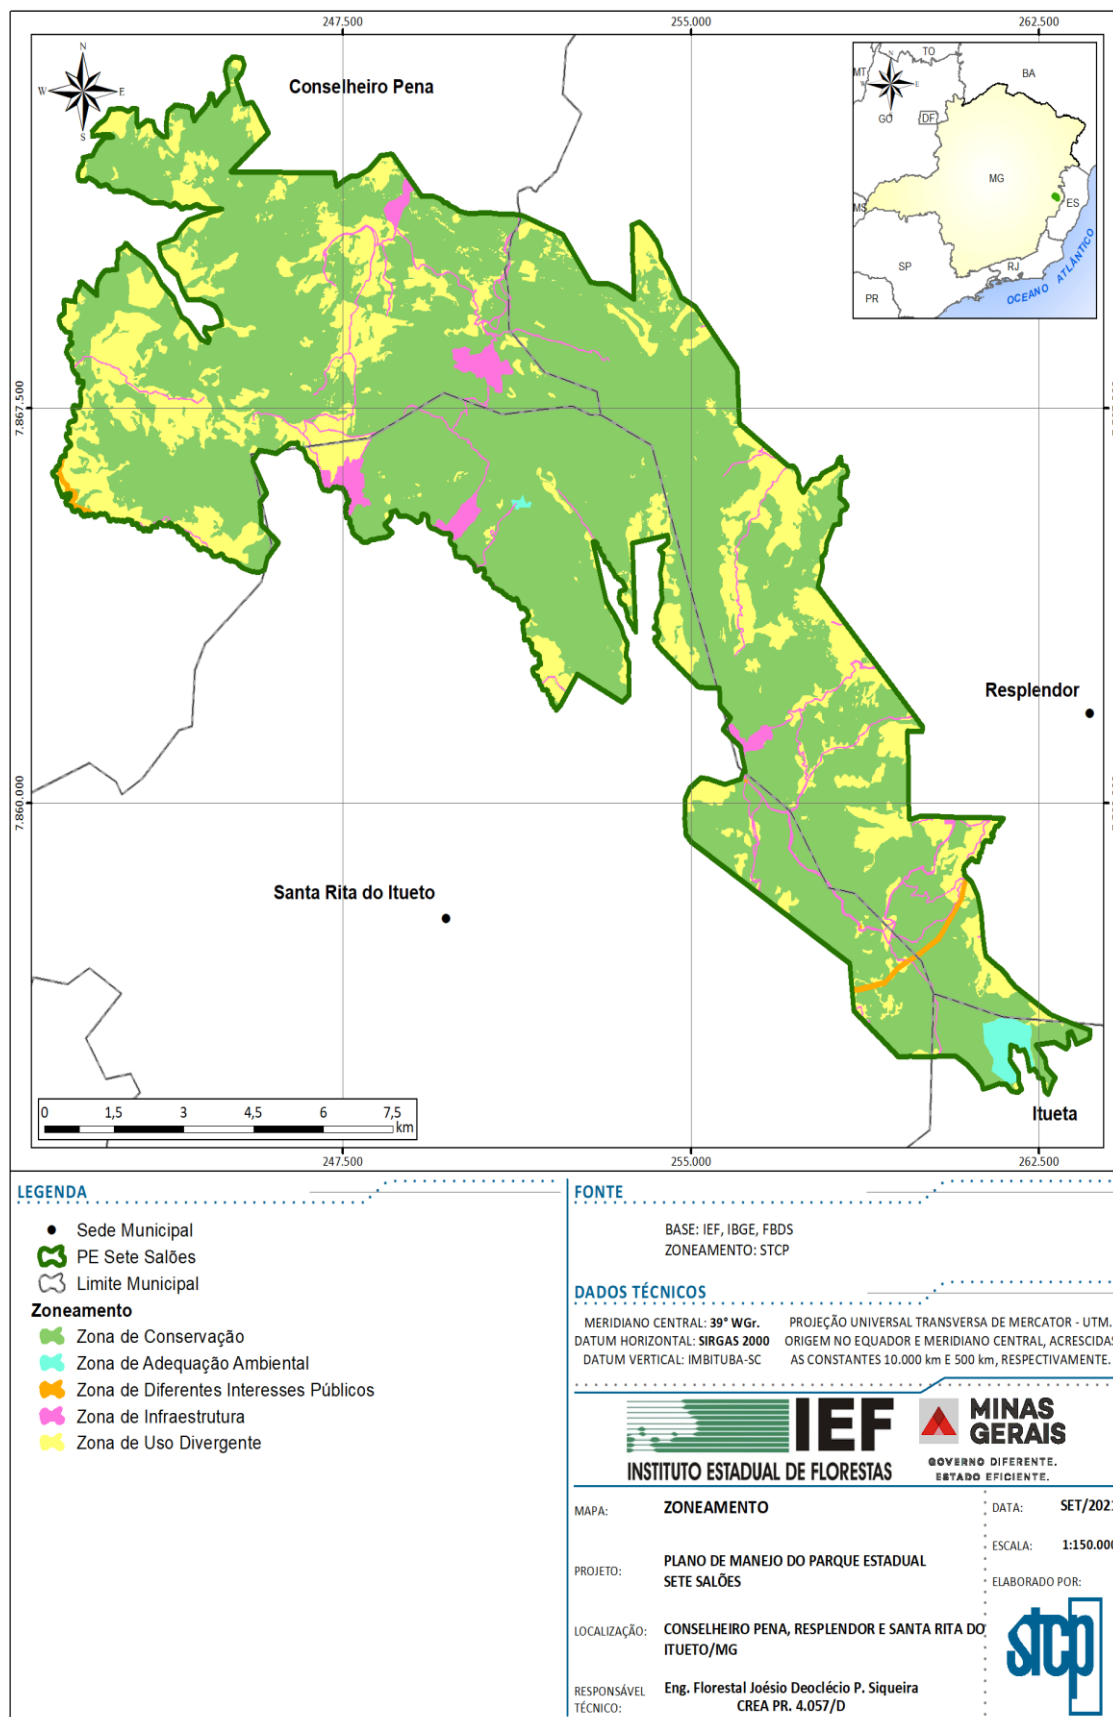 247.500 255.000 262.500
N
W E
S
Conselheiro Pena
N
W E
TO
BA
MT
GO
DF
MG
MS
ES
SP
RJ
PR
OCEANO ATLÂNTICO
7.867.500
7.860.000
Resplendor
Santa Rita do Itueto
Itueta
0 1,5 3 4,5 6 7,5
km
247.500 255.000 262.500
LEGENDA
Sede Municipal
PE Sete Salões
Limite Municipal
Zoneamento
Zona de Conservação
Zona de Adequação Ambiental
Zona de Diferentes Interesses Públicos
Zona de Infraestrutura
Zona de Uso Divergente
FONTE
BASE: IEF, IBGE, FBDS
ZONEAMENTO: STCP
DADOS TÉCNICOS
MERIDIANO CENTRAL: 39° WGr.
DATUM HORIZONTAL: SIRGAS 2000
DATUM VERTICAL: IMBITUBA-SC
PROJEÇÃO UNIVERSAL TRANSVERSA DE MERCATOR - UTM.
ORIGEM NO EQUADOR E MERIDIANO CENTRAL, ACRESCIDAS
AS CONSTANTES 10.000 km E 500 km, RESPECTIVAMENTE.
IEF
INSTITUTO ESTADUAL DE FLORESTAS
MINAS
GERAIS
GOVERNO DIFERENTE.
ESTADO EFICIENTE.
MAPA: ZONEAMENTO
DATA: SET/2021
ESCALA: 1:150.000
PROJETO: PLANO DE MANEJO DO PARQUE ESTADUAL
SETE SALÕES
ELABORADO POR:
stcp
LOCALIZAÇÃO: CONSELHEIRO PENA, RESPLENDOR E SANTA RITA DO
ITUETO/MG
RESPONSÁVEL
TÉCNICO:
Eng. Florestal Joésio Deoclécio P. Siqueira
CREA PR. 4.057/D